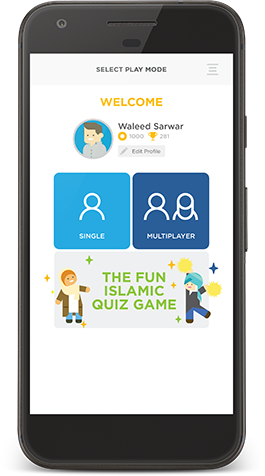 SELECT PLAY MODE
WELCOME
Waleed Sarwar
1000 281
Edit Profile
SINGLE
MULTIPLAYER
THE FUN
ISLAMIC
QUIZ GAME